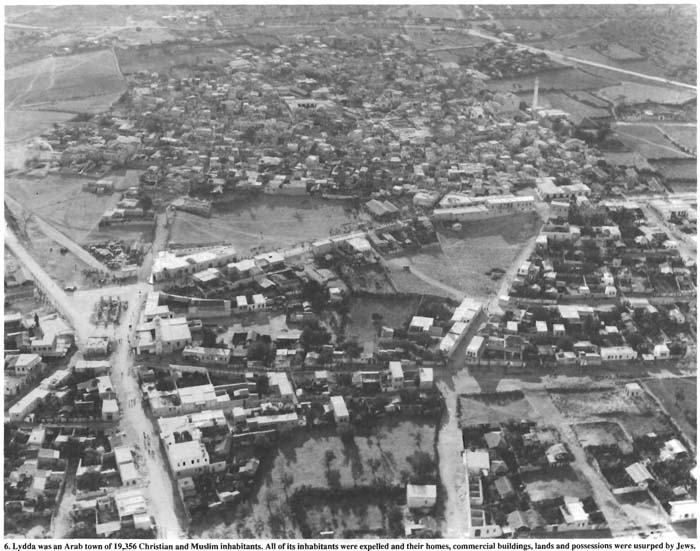 6. Lydda was an Arab town of 19,356 Christian and Muslim inhabitants. All of its inhabitants were expelled and their homes, commercial buildings, lands and possessions were usurped by Jews.